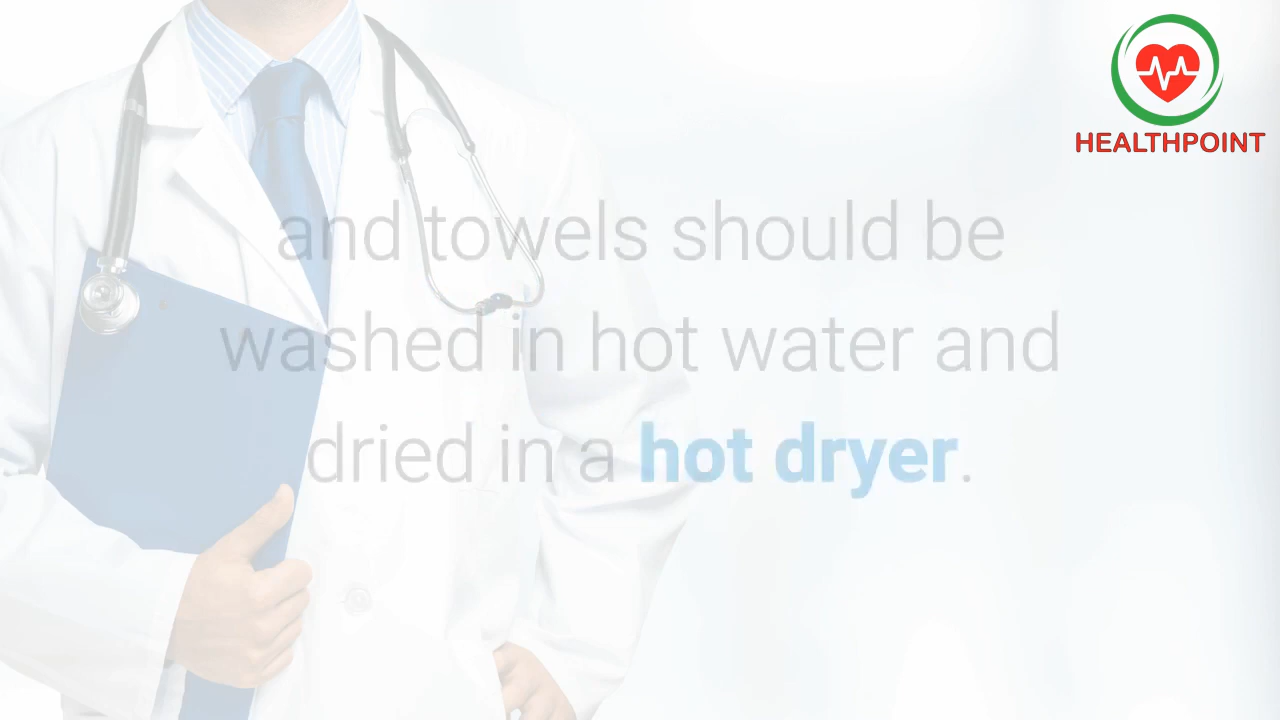 HEALTHPOINT
and towels should be
washed in hot water and
dried in a hot dryer.